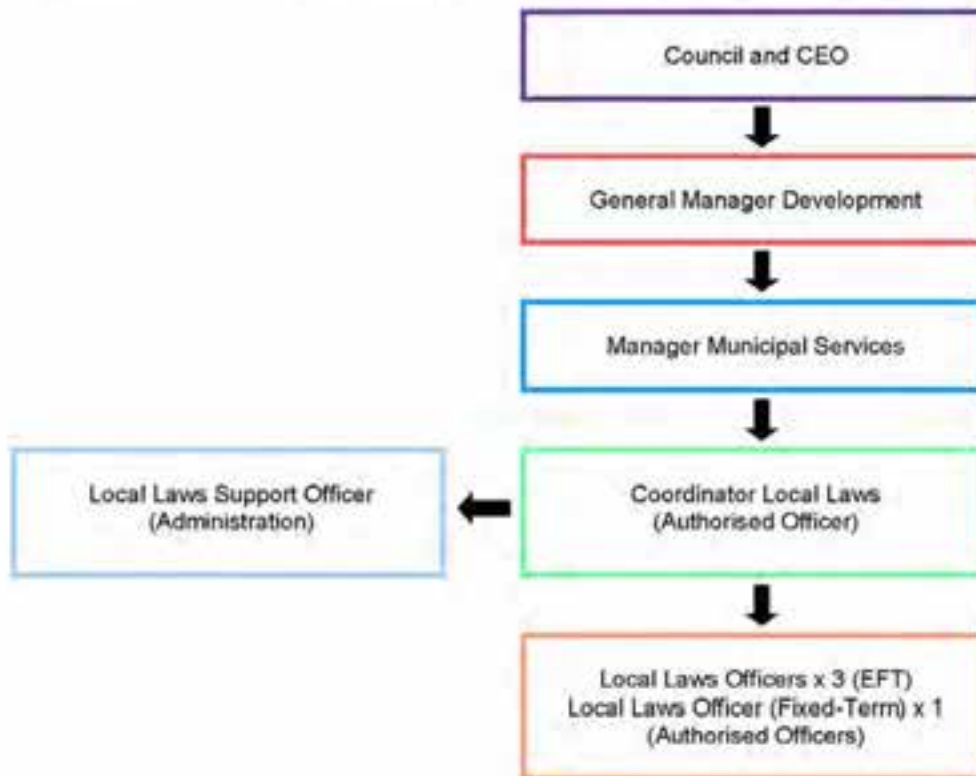 Council and CEO
General Manager Development
Manager Municipal Services
Local Laws Support Officer
(Administration)
Coordinator Local Laws
(Authorised Officer)
Local Laws Officers x 3 (EFT)
Local Laws Officer (Fixed-Term) x 1
(Authorised Officers)